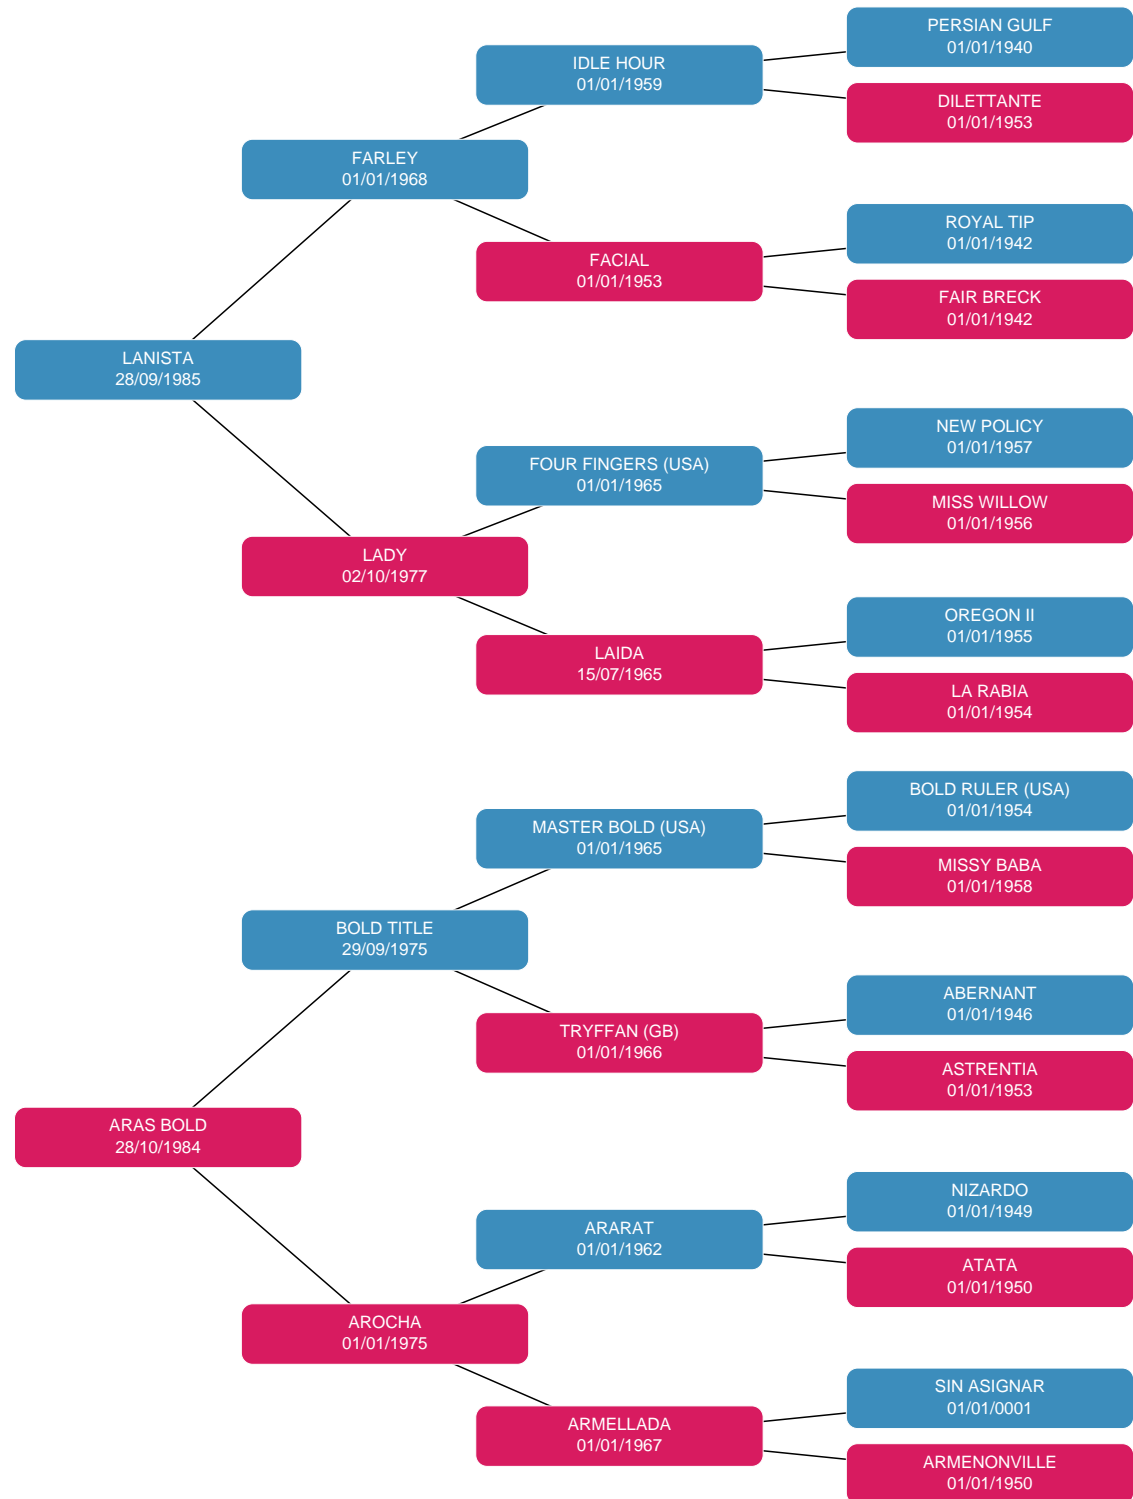 PERSIAN GULF
01/01/1940
IDLE HOUR
01/01/1959
DILETTANTE
01/01/1953
FARLEY
01/01/1968
ROYAL TIP
01/01/1942
FACIAL
01/01/1953
FAIR BRECK
01/01/1942
LANISTA
28/09/1985
NEW POLICY
01/01/1957
FOUR FINGERS (USA)
01/01/1965
MISS WILLOW
01/01/1956
LADY
02/10/1977
OREGON II
01/01/1955
LAIDA
15/07/1965
LA RABIA
01/01/1954
BOLD RULER (USA)
01/01/1954
MASTER BOLD (USA)
01/01/1965
MISSY BABA
01/01/1958
BOLD TITLE
29/09/1975
ABERNANT
01/01/1946
TRYFFAN (GB)
01/01/1966
ASTRENTIA
01/01/1953
ARAS BOLD
28/10/1984
NIZARDO
01/01/1949
ARARAT
01/01/1962
ATATA
01/01/1950
AROCHA
01/01/1975
SIN ASIGNAR
01/01/0001
ARMELLADA
01/01/1967
ARMENONVILLE
01/01/1950